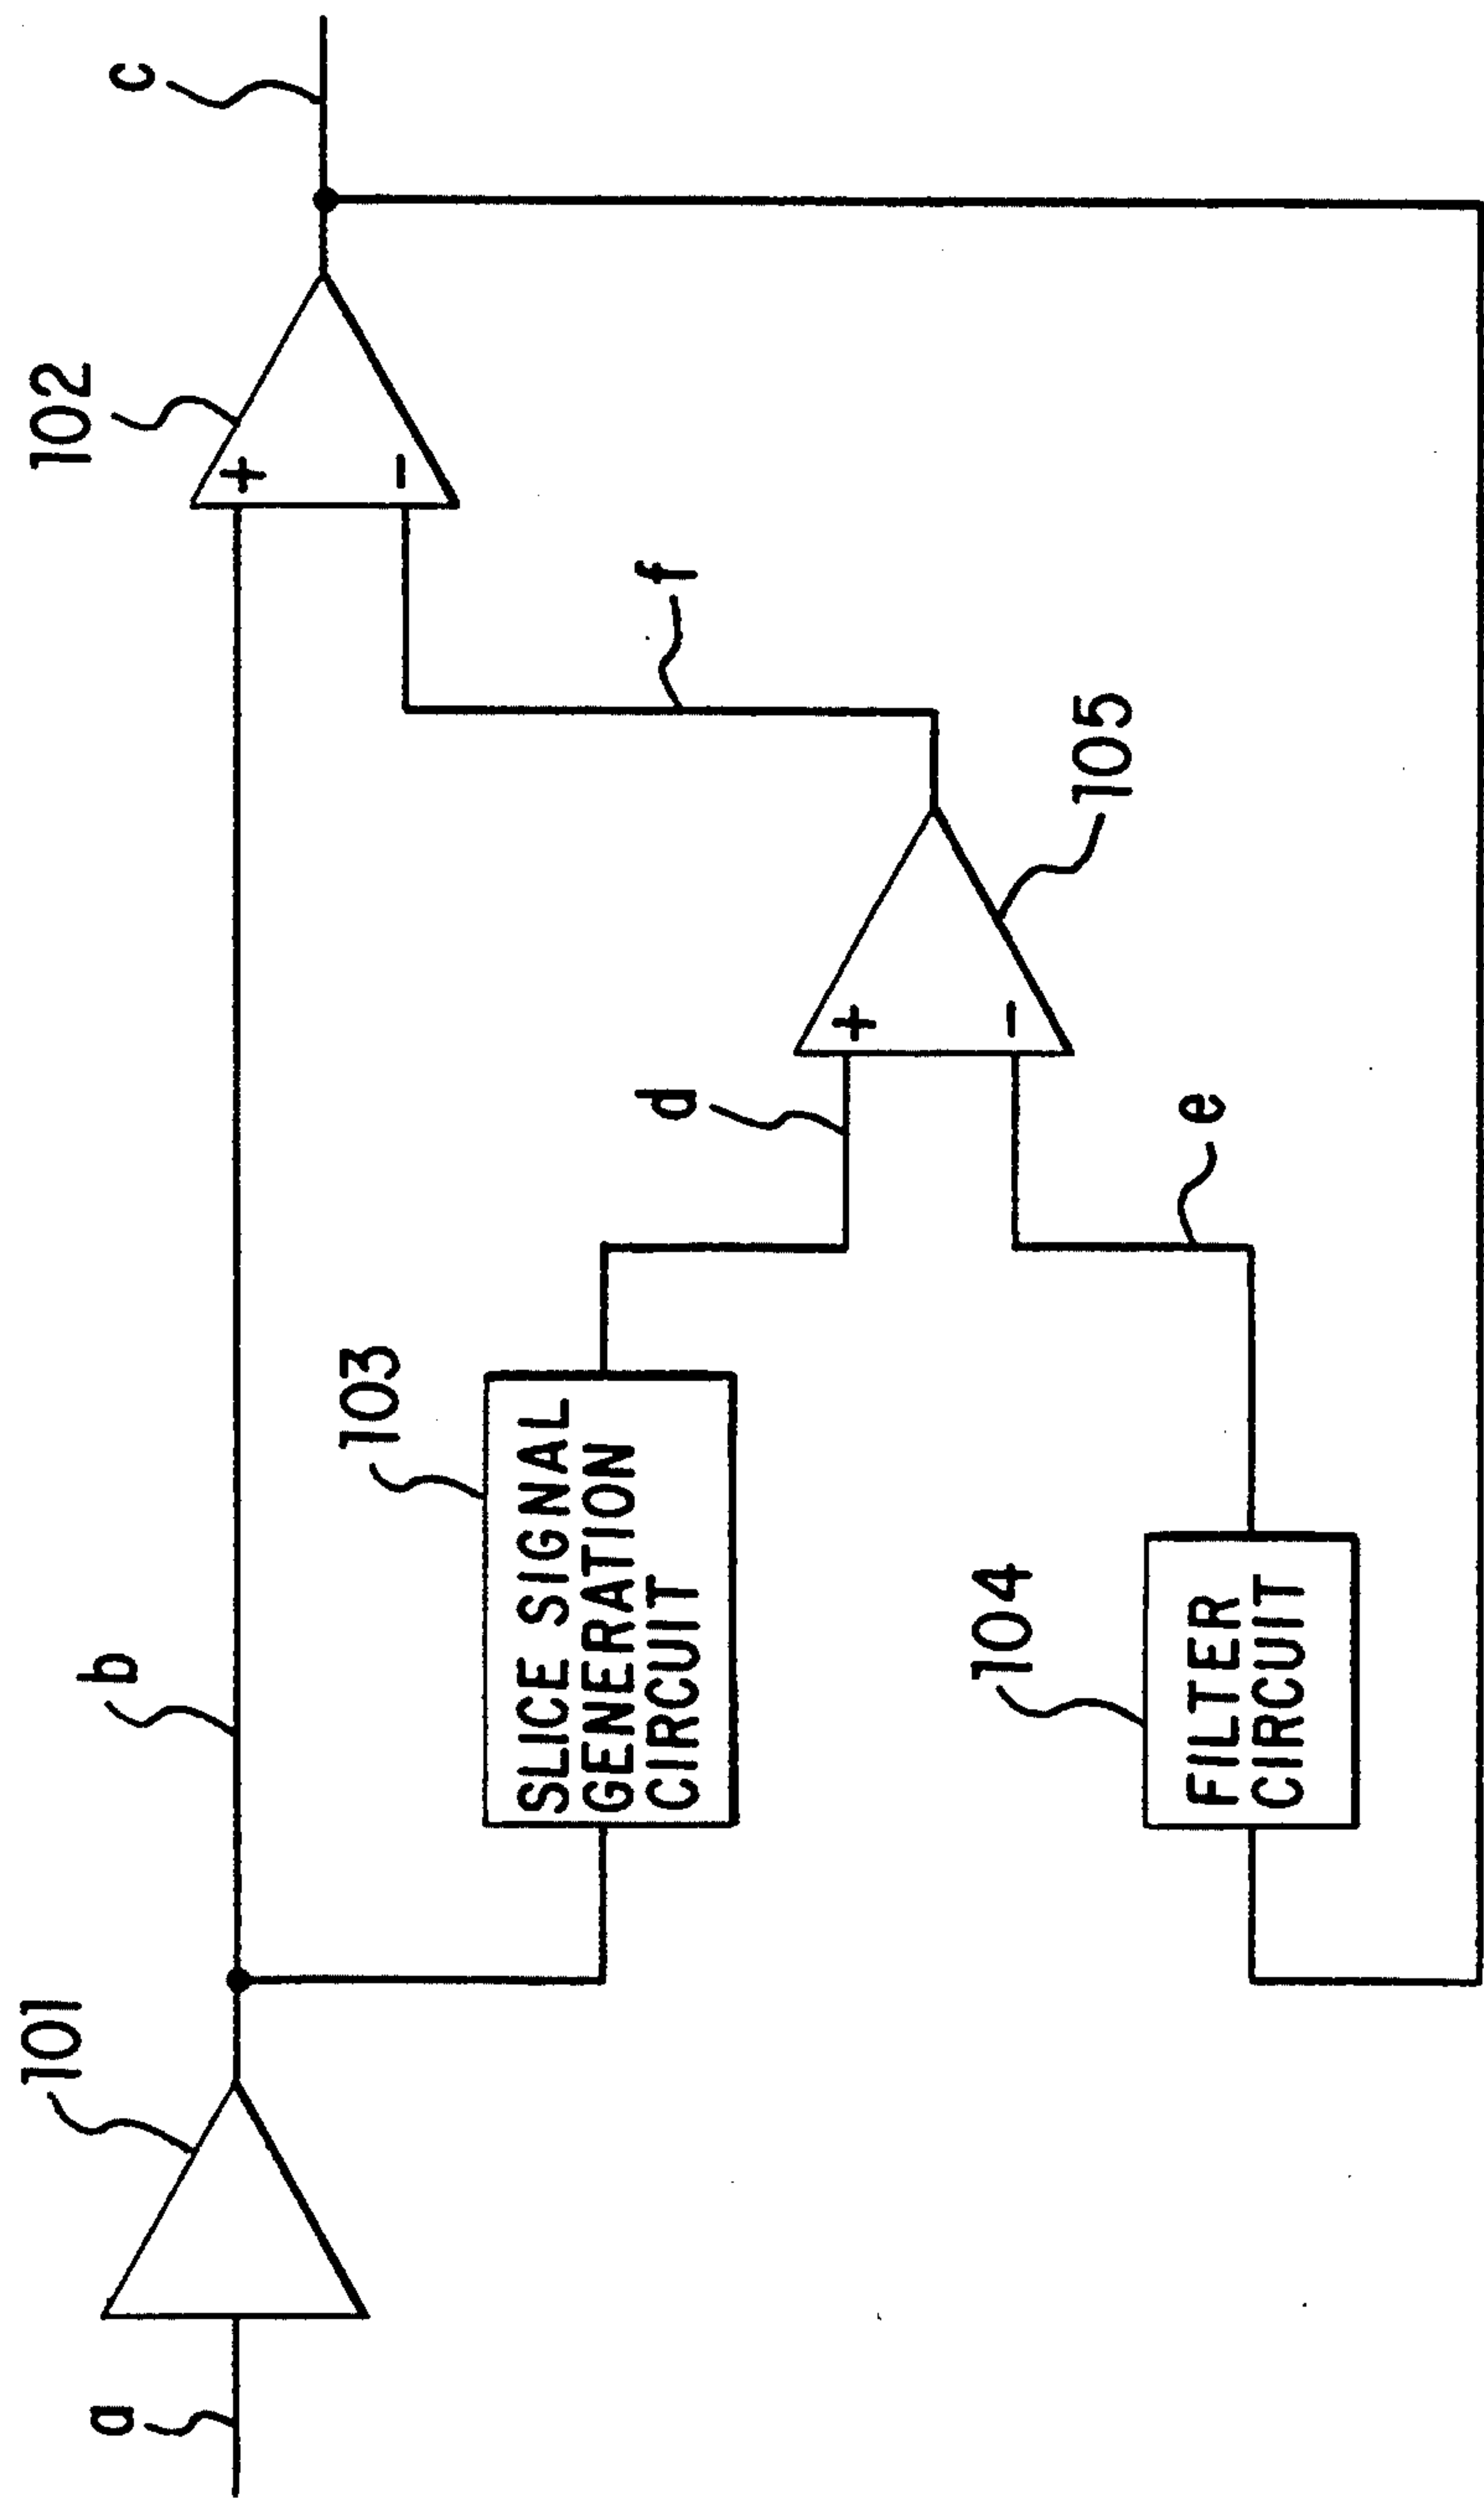 a
101
b
103
SLICE SIGNAL
GENERATION
CIRCUIT
104
FILTER
CIRCUIT
d
e
+
-
105
f
+
-
102
c